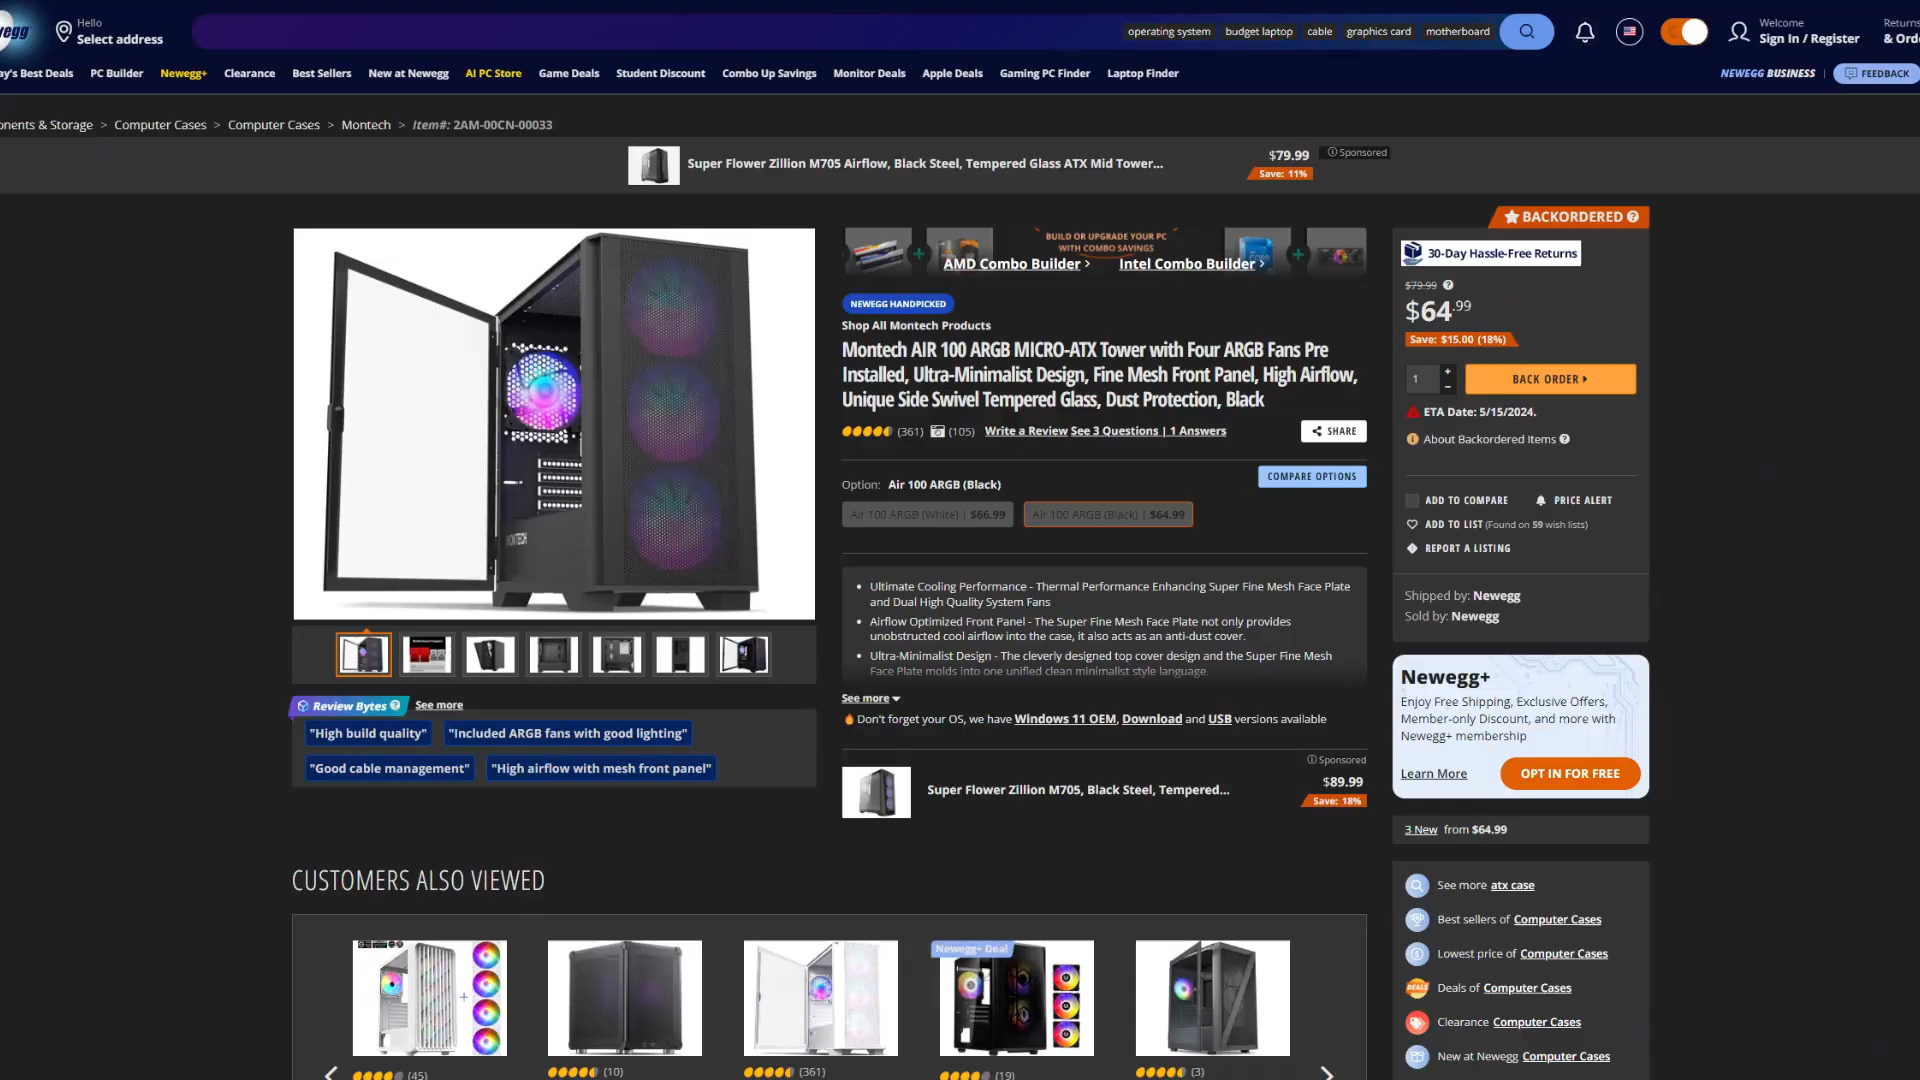 egg
Hello
Select address
operating system
budget laptop
cable
graphics card
motherboard
Welcome
Sign In / Register
Returns
& Orde
ay's Best Deals
PC Builder
Newegg+
Clearance
Best Sellers
New at Newegg
AI PC Store
Game Deals
Student Discount
Combo Up Savings
Monitor Deals
Apple Deals
Gaming PC Finder
Laptop Finder
NEWEGG BUSINESS
FEEDBACK
onents & Storage > Computer Cases > Computer Cases > Montech > Item#: 2AM-00CN-00033
Super Flower Zillion M705 Airflow, Black Steel, Tempered Glass ATX Mid Tower...
$79.99
Save: 11%
Sponsored
MONTECH
Review Bytes
See more
"High build quality"
"Included ARGB fans with good lighting"
"Good cable management"
"High airflow with mesh front panel"
BUILD OR UPGRADE YOUR PC
WITH COMBO SAVINGS
AMD Combo Builder >
Intel Combo Builder >
NEWEGG HANDPICKED
Shop All Montech Products
Montech AIR 100 ARGB MICRO-ATX Tower with Four ARGB Fans Pre
Installed, Ultra-Minimalist Design, Fine Mesh Front Panel, High Airflow,
Unique Side Swivel Tempered Glass, Dust Protection, Black
(361)
(105)
Write a Review
See 3 Questions | 1 Answers
SHARE
Option: Air 100 ARGB (Black)
COMPARE OPTIONS
Air 100 ARGB (White) | $66.99
Air 100 ARGB (Black) | $64.99
• Ultimate Cooling Performance - Thermal Performance Enhancing Super Fine Mesh Face Plate
and Dual High Quality System Fans
• Airflow Optimized Front Panel - The Super Fine Mesh Face Plate not only provides
unobstructed cool airflow into the case, it also acts as an anti-dust cover.
• Ultra-Minimalist Design - The cleverly designed top cover design and the Super Fine Mesh
Face Plate molds into one unified clean minimalist style language.
See more
Don't forget your OS, we have Windows 11 OEM, Download and USB versions available
Sponsored
Super Flower Zillion M705, Black Steel, Tempered...
$89.99
Save: 18%
BACKORDERED
30-Day Hassle-Free Returns
$79.99
$64.99
Save: $15.00 (18%)
1
+
-
BACK ORDER
ETA Date: 5/15/2024.
About Backordered Items
ADD TO COMPARE
PRICE ALERT
ADD TO LIST (Found on 59 wish lists)
REPORT A LISTING
Shipped by: Newegg
Sold by: Newegg
Newegg+
Enjoy Free Shipping, Exclusive Offers,
Member-only Discount, and more with
Newegg+ membership
Learn More
OPT IN FOR FREE
3 New from $64.99
See more atx case
Best sellers of Computer Cases
Lowest price of Computer Cases
DEALS
Deals of Computer Cases
Clearance Computer Cases
New at Newegg Computer Cases
CUSTOMERS ALSO VIEWED
Newegg+ Deal
(45)
(10)
(361)
(19)
(3)